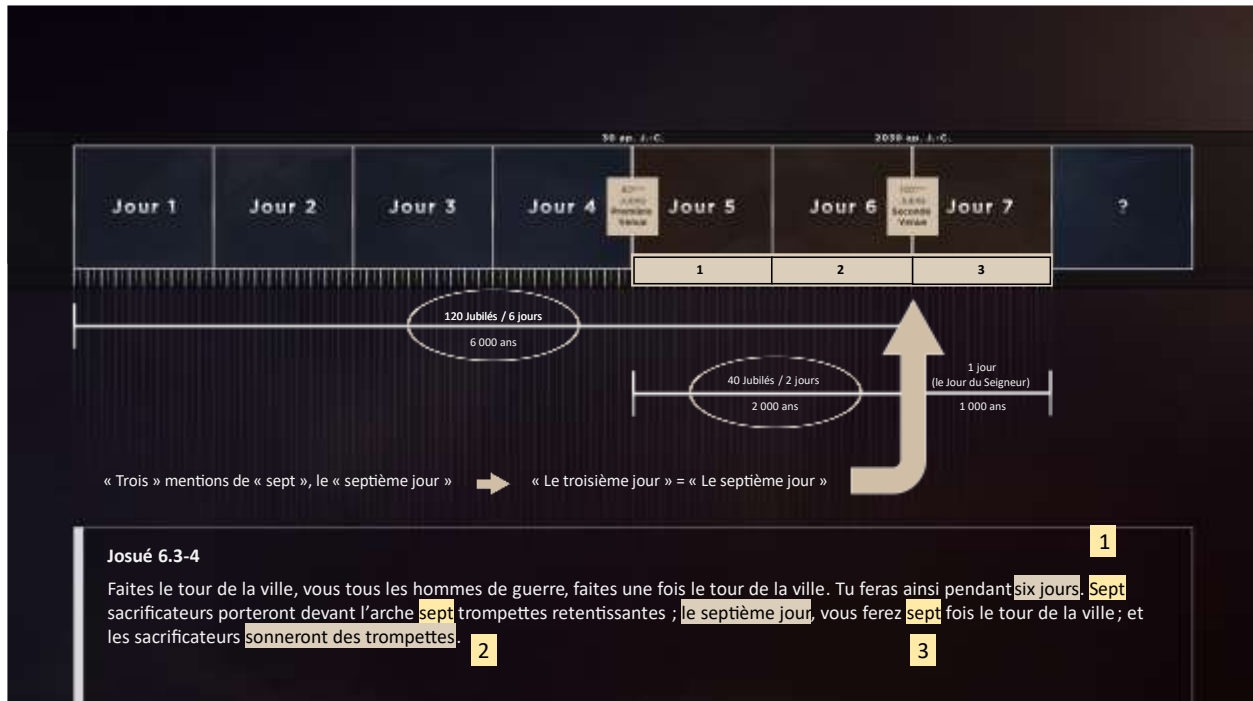 30 ap. J.-C. 2030 ap. J.-C.
Jour 1 Jour 2 Jour 3 Jour 4 Jour 5 Jour 6 Jour 7 ?
Jubilé
Première
Venue
Jubilé
Seconde
Venue
1 2 3
120 Jubilés / 6 jours
6 000 ans
40 Jubilés / 2 jours
2 000 ans
1 jour
(le Jour du Seigneur)
1 000 ans
« Trois » mentions de « sept », le « septième jour » « Le troisième jour » = « Le septième jour »
1
Josué 6.3-4
Faites le tour de la ville, vous tous les hommes de guerre, faites une fois le tour de la ville. Tu feras ainsi pendant six jours. Sept
sacrificateurs porteront devant l’arche sept trompettes retentissantes ; le septième jour, vous ferez sept fois le tour de la ville ; et
les sacrificateurs sonneront des trompettes.
2 3